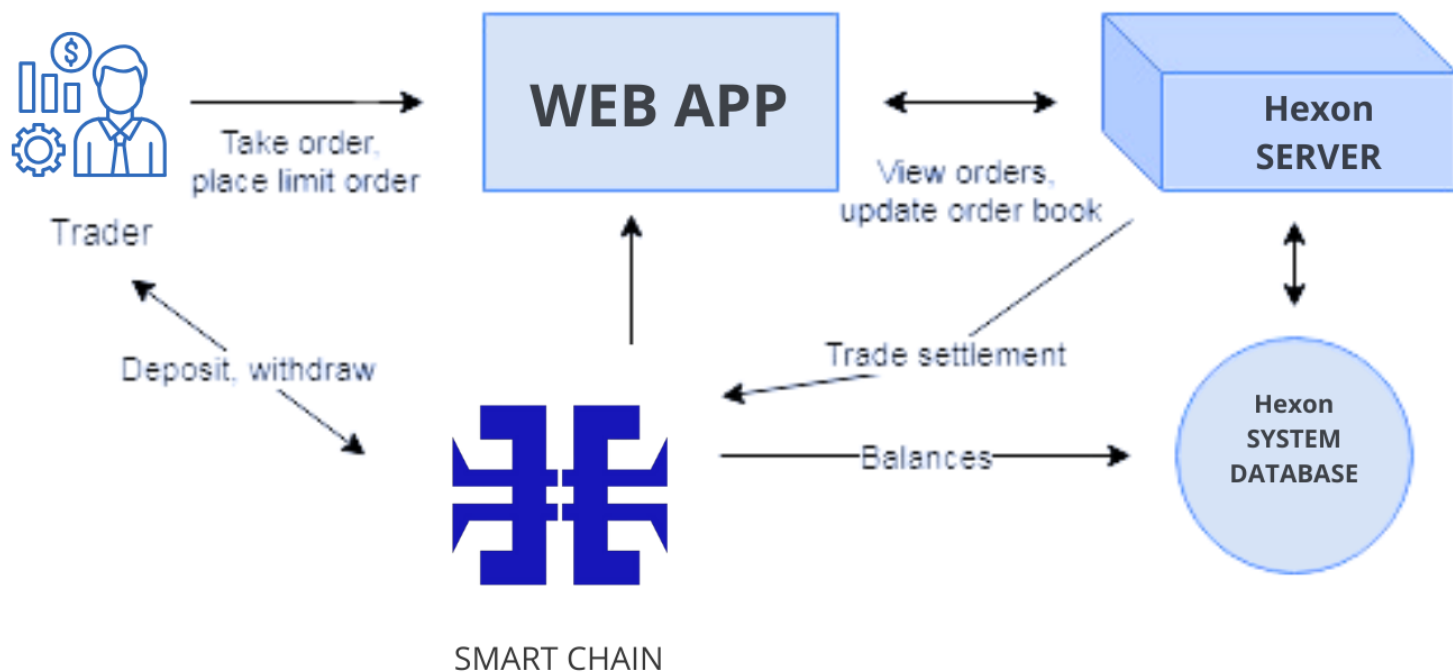 $
WEB APP
Hexon
SERVER
Take order,
place limit order
View orders,
update order book
Trader
Deposit, withdraw
Trade settlement
Balances
Hexon
SYSTEM
DATABASE
SMART CHAIN